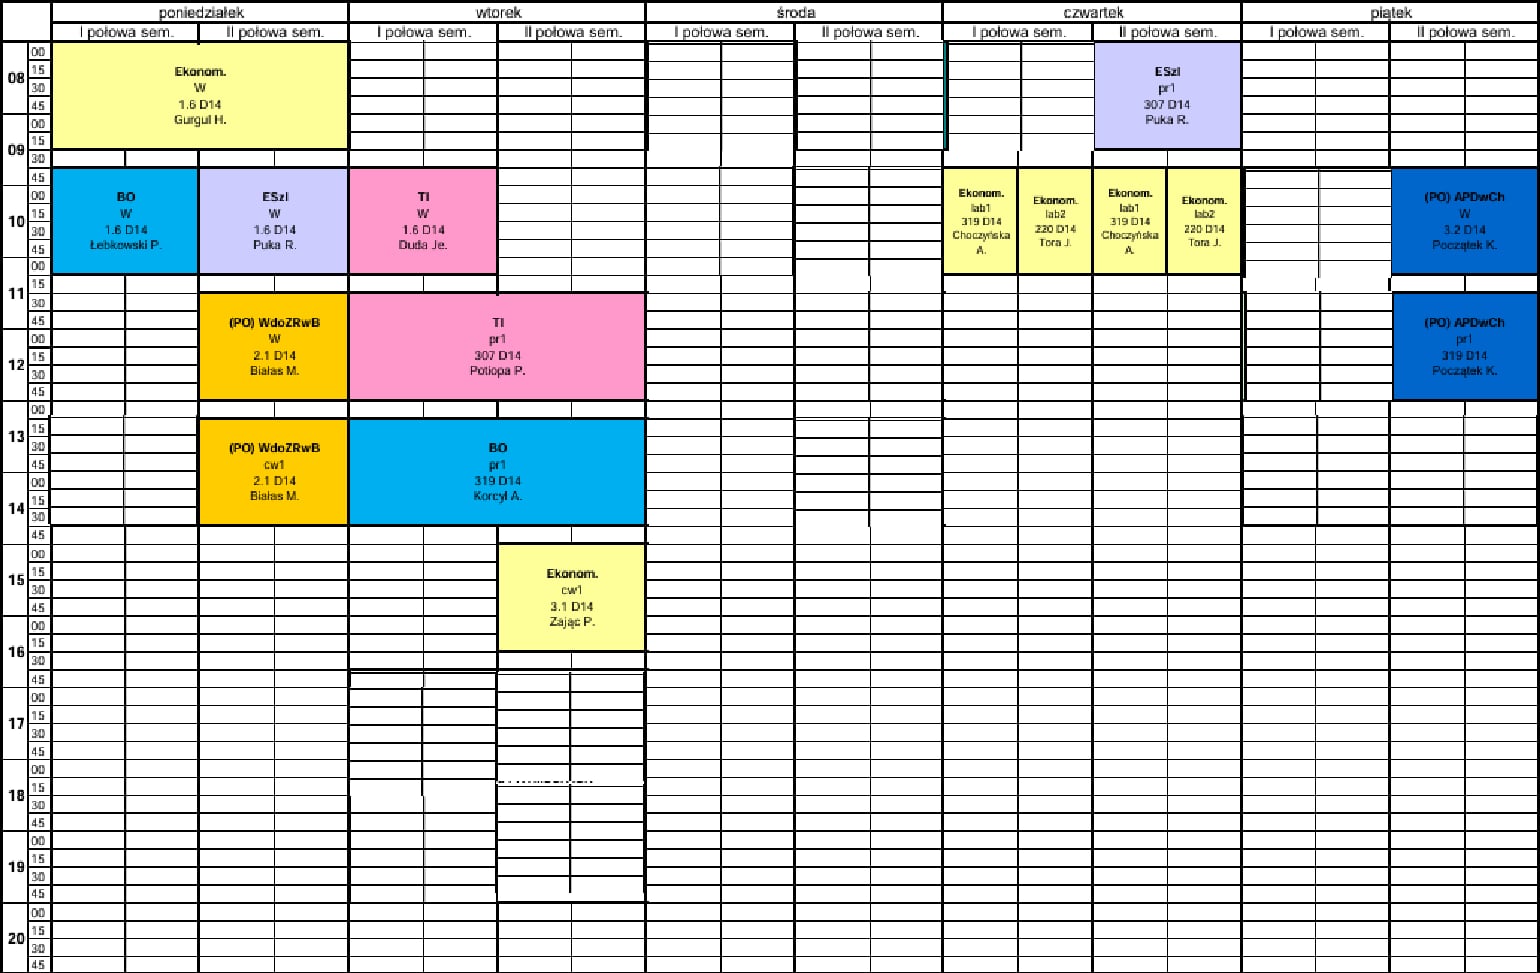 poniedziałek wtorek środa czwartek piątek
I połowa sem. II połowa sem. I połowa sem. II połowa sem. I połowa sem. II połowa sem. I połowa sem. II połowa sem. I połowa sem. II połowa sem.
08
00
15
30
45
09
00
15
30
45
10
00
15
30
45
11
00
15
30
45
12
00
15
30
45
13
00
15
30
45
14
00
15
30
45
15
00
15
30
45
16
00
15
30
45
17
00
15
30
45
18
00
15
30
45
19
00
15
30
45
20
00
15
30
45
Ekonom.
W
1.6 D14
Gurgul H.
BO
W
1.6 D14
Łebkowski P.
ESzI
W
1.6 D14
Puka R.
(PO) WdoZRwB
W
2.1 D14
Białas M.
(PO) WdoZRwB
cw1
2.1 D14
Białas M.
TI
W
1.6 D14
Duda Je.
TI
pr1
307 D14
Potiopa P.
BO
pr1
319 D14
Korcyl A.
Ekonom.
cw1
3.1 D14
Zając P.
ESzI
pr1
307 D14
Puka R.
Ekonom.
lab1
319 D14
Choczyńska
A.
Ekonom.
lab2
220 D14
Tora J.
Ekonom.
lab1
319 D14
Choczyńska
A.
Ekonom.
lab2
220 D14
Tora J.
(PO) APDwCh
W
3.2 D14
Początek K.
(PO) APDwCh
pr1
319 D14
Początek K.